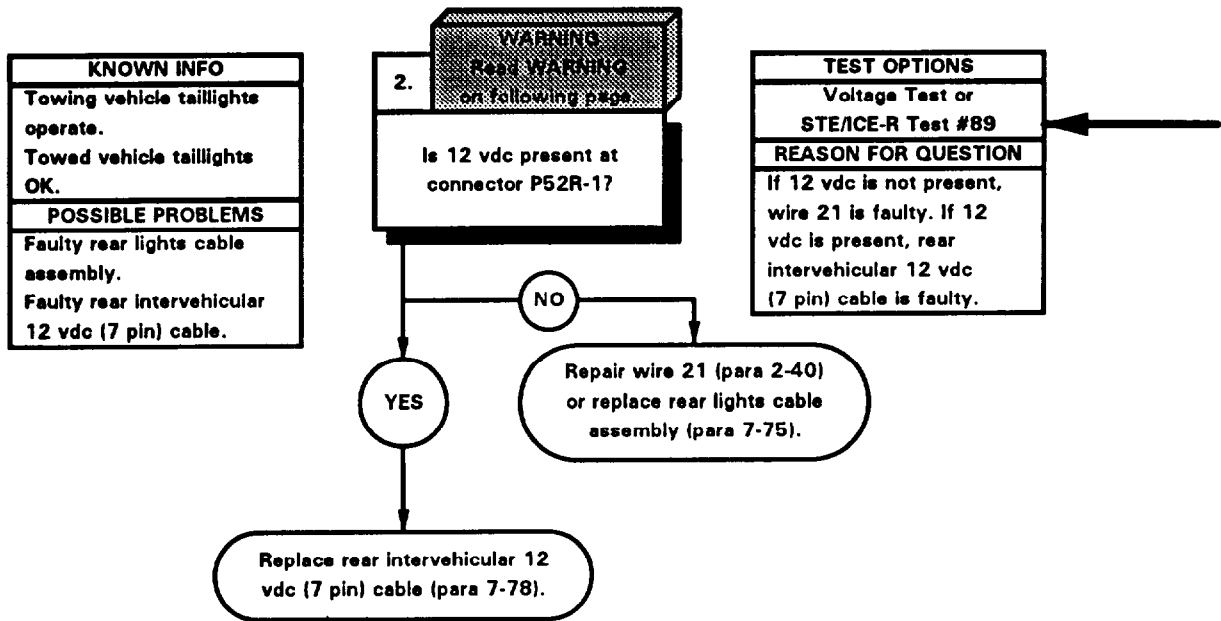 KNOWN INFO
Towing vehicle taillights
operate.
Towed vehicle taillights
OK.
POSSIBLE PROBLEMS
Faulty rear lights cable
assembly.
Faulty rear intervehicular
12 vdc (7 pin) cable.
WARNING
Read WARNING
on following page.
2.
Is 12 vdc present at
connector P52R-1?
TEST OPTIONS
Voltage Test or
STE/ICE-R Test #89
REASON FOR QUESTION
If 12 vdc is not present,
wire 21 is faulty. If 12
vdc is present, rear
intervehicular 12 vdc
(7 pin) cable is faulty.
NO
YES
Repair wire 21 (para 2-40)
or replace rear lights cable
assembly (para 7-75).
Replace rear intervehicular 12
vdc (7 pin) cable (para 7-78).